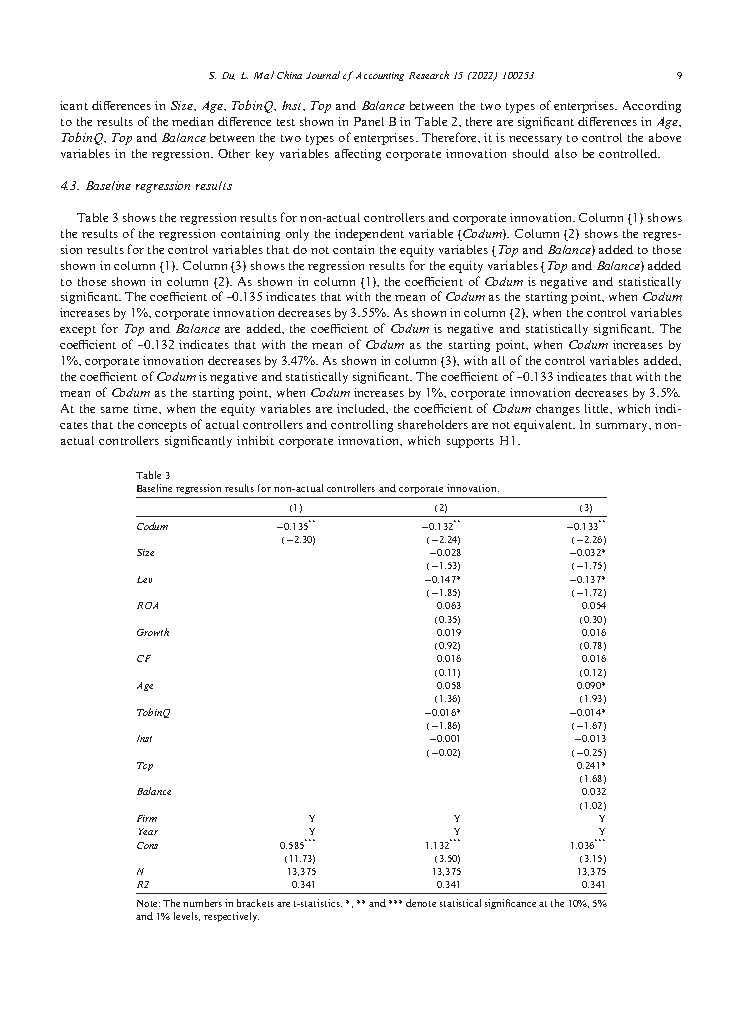 S. Du, L. Ma / China Journal of Accounting Research 15 (2022) 100253 9
icant differences in Size, Age, TobinQ, Inst, Top and Balance between the two types of enterprises. According
to the results of the median difference test shown in Panel B in Table 2, there are significant differences in Age,
TobinQ, Top and Balance between the two types of enterprises. Therefore, it is necessary to control the above
variables in the regression. Other key variables affecting corporate innovation should also be controlled.
4.3. Baseline regression results
Table 3 shows the regression results for non-actual controllers and corporate innovation. Column (1) shows
the results of the regression containing only the independent variable (Codum). Column (2) shows the regres-
sion results for the control variables that do not contain the equity variables (Top and Balance) added to those
shown in column (1). Column (3) shows the regression results for the equity variables (Top and Balance) added
to those shown in column (2). As shown in column (1), the coefficient of Codum is negative and statistically
significant. The coefficient of –0.135 indicates that with the mean of Codum as the starting point, when Codum
increases by 1%, corporate innovation decreases by 3.55%. As shown in column (2), when the control variables
except for Top and Balance are added, the coefficient of Codum is negative and statistically significant. The
coefficient of –0.132 indicates that with the mean of Codum as the starting point, when Codum increases by
1%, corporate innovation decreases by 3.47%. As shown in column (3), with all of the control variables added,
the coefficient of Codum is negative and statistically significant. The coefficient of –0.133 indicates that with the
mean of Codum as the starting point, when Codum increases by 1%, corporate innovation decreases by 3.5%.
At the same time, when the equity variables are included, the coefficient of Codum changes little, which indi-
cates that the concepts of actual controllers and controlling shareholders are not equivalent. In summary, non-
actual controllers significantly inhibit corporate innovation, which supports H1.
Table 3
Baseline regression results for non-actual controllers and corporate innovation.
(1) (2) (3)
Codum −0.135** −0.132** −0.133**
(−2.30) (−2.24) (−2.26)
Size −0.028 −0.032*
(−1.53) (−1.75)
Lev −0.147* −0.137*
(−1.85) (−1.72)
ROA 0.063 0.054
(0.35) (0.30)
Growth 0.019 0.016
(0.92) (0.78)
CF 0.016 0.016
(0.11) (0.12)
Age 0.058 0.090*
(1.36) (1.93)
TobinQ −0.016* −0.014*
(−1.86) (−1.67)
Inst −0.001 −0.013
(−0.02) (−0.25)
Top 0.241*
(1.68)
Balance 0.032
(1.02)
Firm Y Y Y
Year Y Y Y
Cons 0.585*** 1.132*** 1.036***
(11.73) (3.50) (3.15)
N 13,375 13,375 13,375
R2 0.341 0.341 0.341
Note: The numbers in brackets are t-statistics. *, ** and *** denote statistical significance at the 10%, 5%
and 1% levels, respectively.